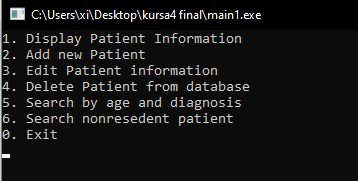 C:\Users\xi\Desktop\kursa4 final\main1.exe
1. Display Patient Information
2. Add new Patient
3. Edit Patient information
4. Delete Patient from database
5. Search by age and diagnosis
6. Search nonresedent patient
0. Exit